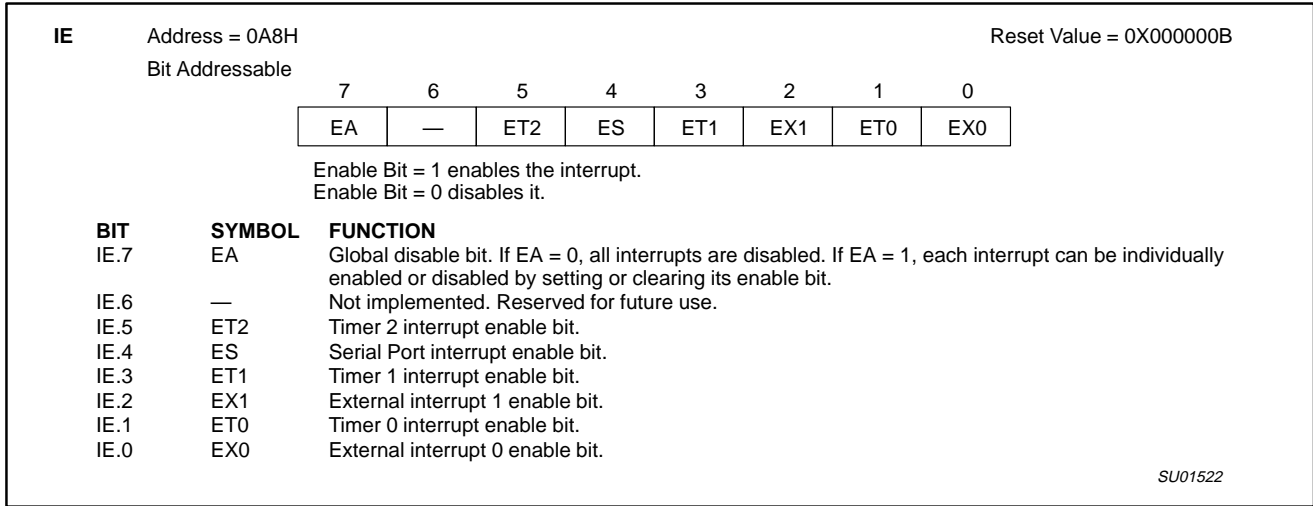 IE Address = 0A8H Reset Value = 0X000000B
Bit Addressable
7 6 5 4 3 2 1 0
EA — ET2 ES ET1 EX1 ET0 EX0
Enable Bit = 1 enables the interrupt.
Enable Bit = 0 disables it.
BIT SYMBOL FUNCTION
IE.7 EA Global disable bit. If EA = 0, all interrupts are disabled. If EA = 1, each interrupt can be individually
enabled or disabled by setting or clearing its enable bit.
IE.6 — Not implemented. Reserved for future use.
IE.5 ET2 Timer 2 interrupt enable bit.
IE.4 ES Serial Port interrupt enable bit.
IE.3 ET1 Timer 1 interrupt enable bit.
IE.2 EX1 External interrupt 1 enable bit.
IE.1 ET0 Timer 0 interrupt enable bit.
IE.0 EX0 External interrupt 0 enable bit.
SU01522